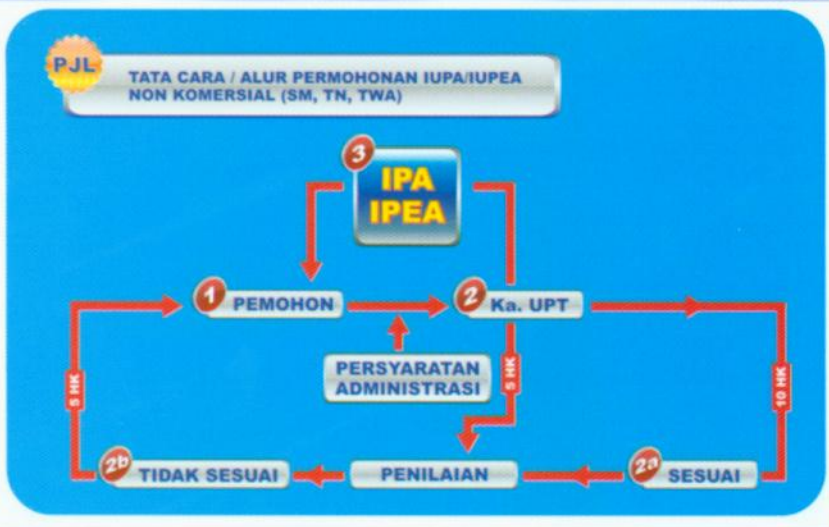 PJL
TATA CARA / ALUR PERMOHONAN IUPA/IUPEA
NON KOMERSIAL (SM, TN, TWA)
3
IPA
IPEA
1 PEMOHON
2 Ka. UPT
PERSYARATAN
ADMINISTRASI
5 HK
5 HK
10 HK
2b TIDAK SESUAI
PENILAIAN
2a SESUAI